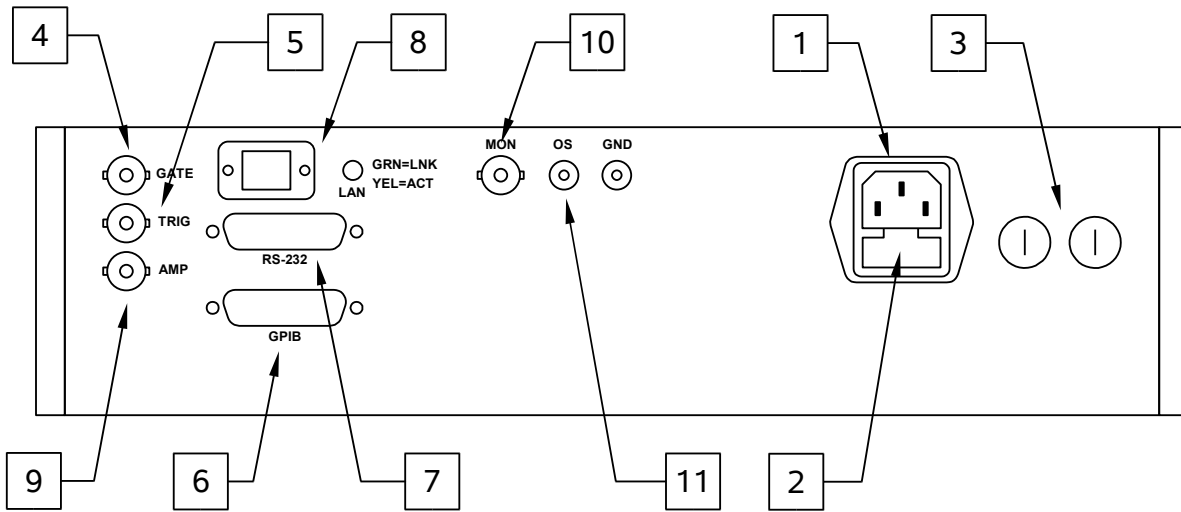 4
5
8
10
1
3
GATE
TRIG
AMP
GRN=LNK
YEL=ACT
LAN
RS-232
GPIB
MON
OS
GND
9
6
7
11
2